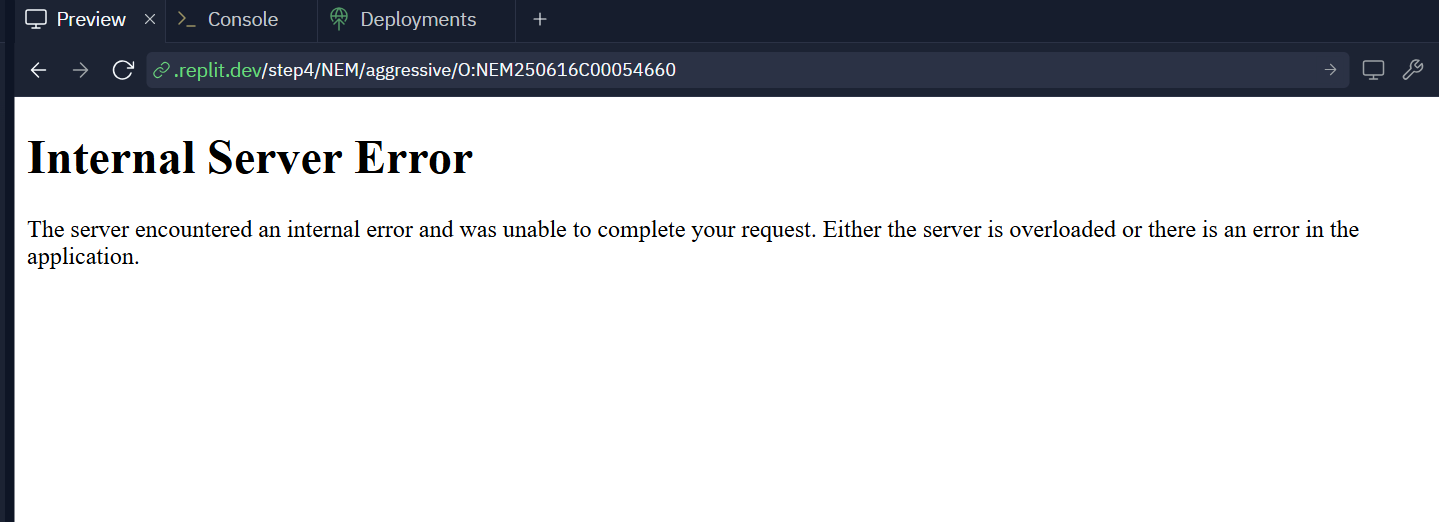 Preview Console Deployments
.replit.dev/step4/NEM/aggressive/O:NEM250616C00054660
Internal Server Error
The server encountered an internal error and was unable to complete your request. Either the server is overloaded or there is an error in the
application.